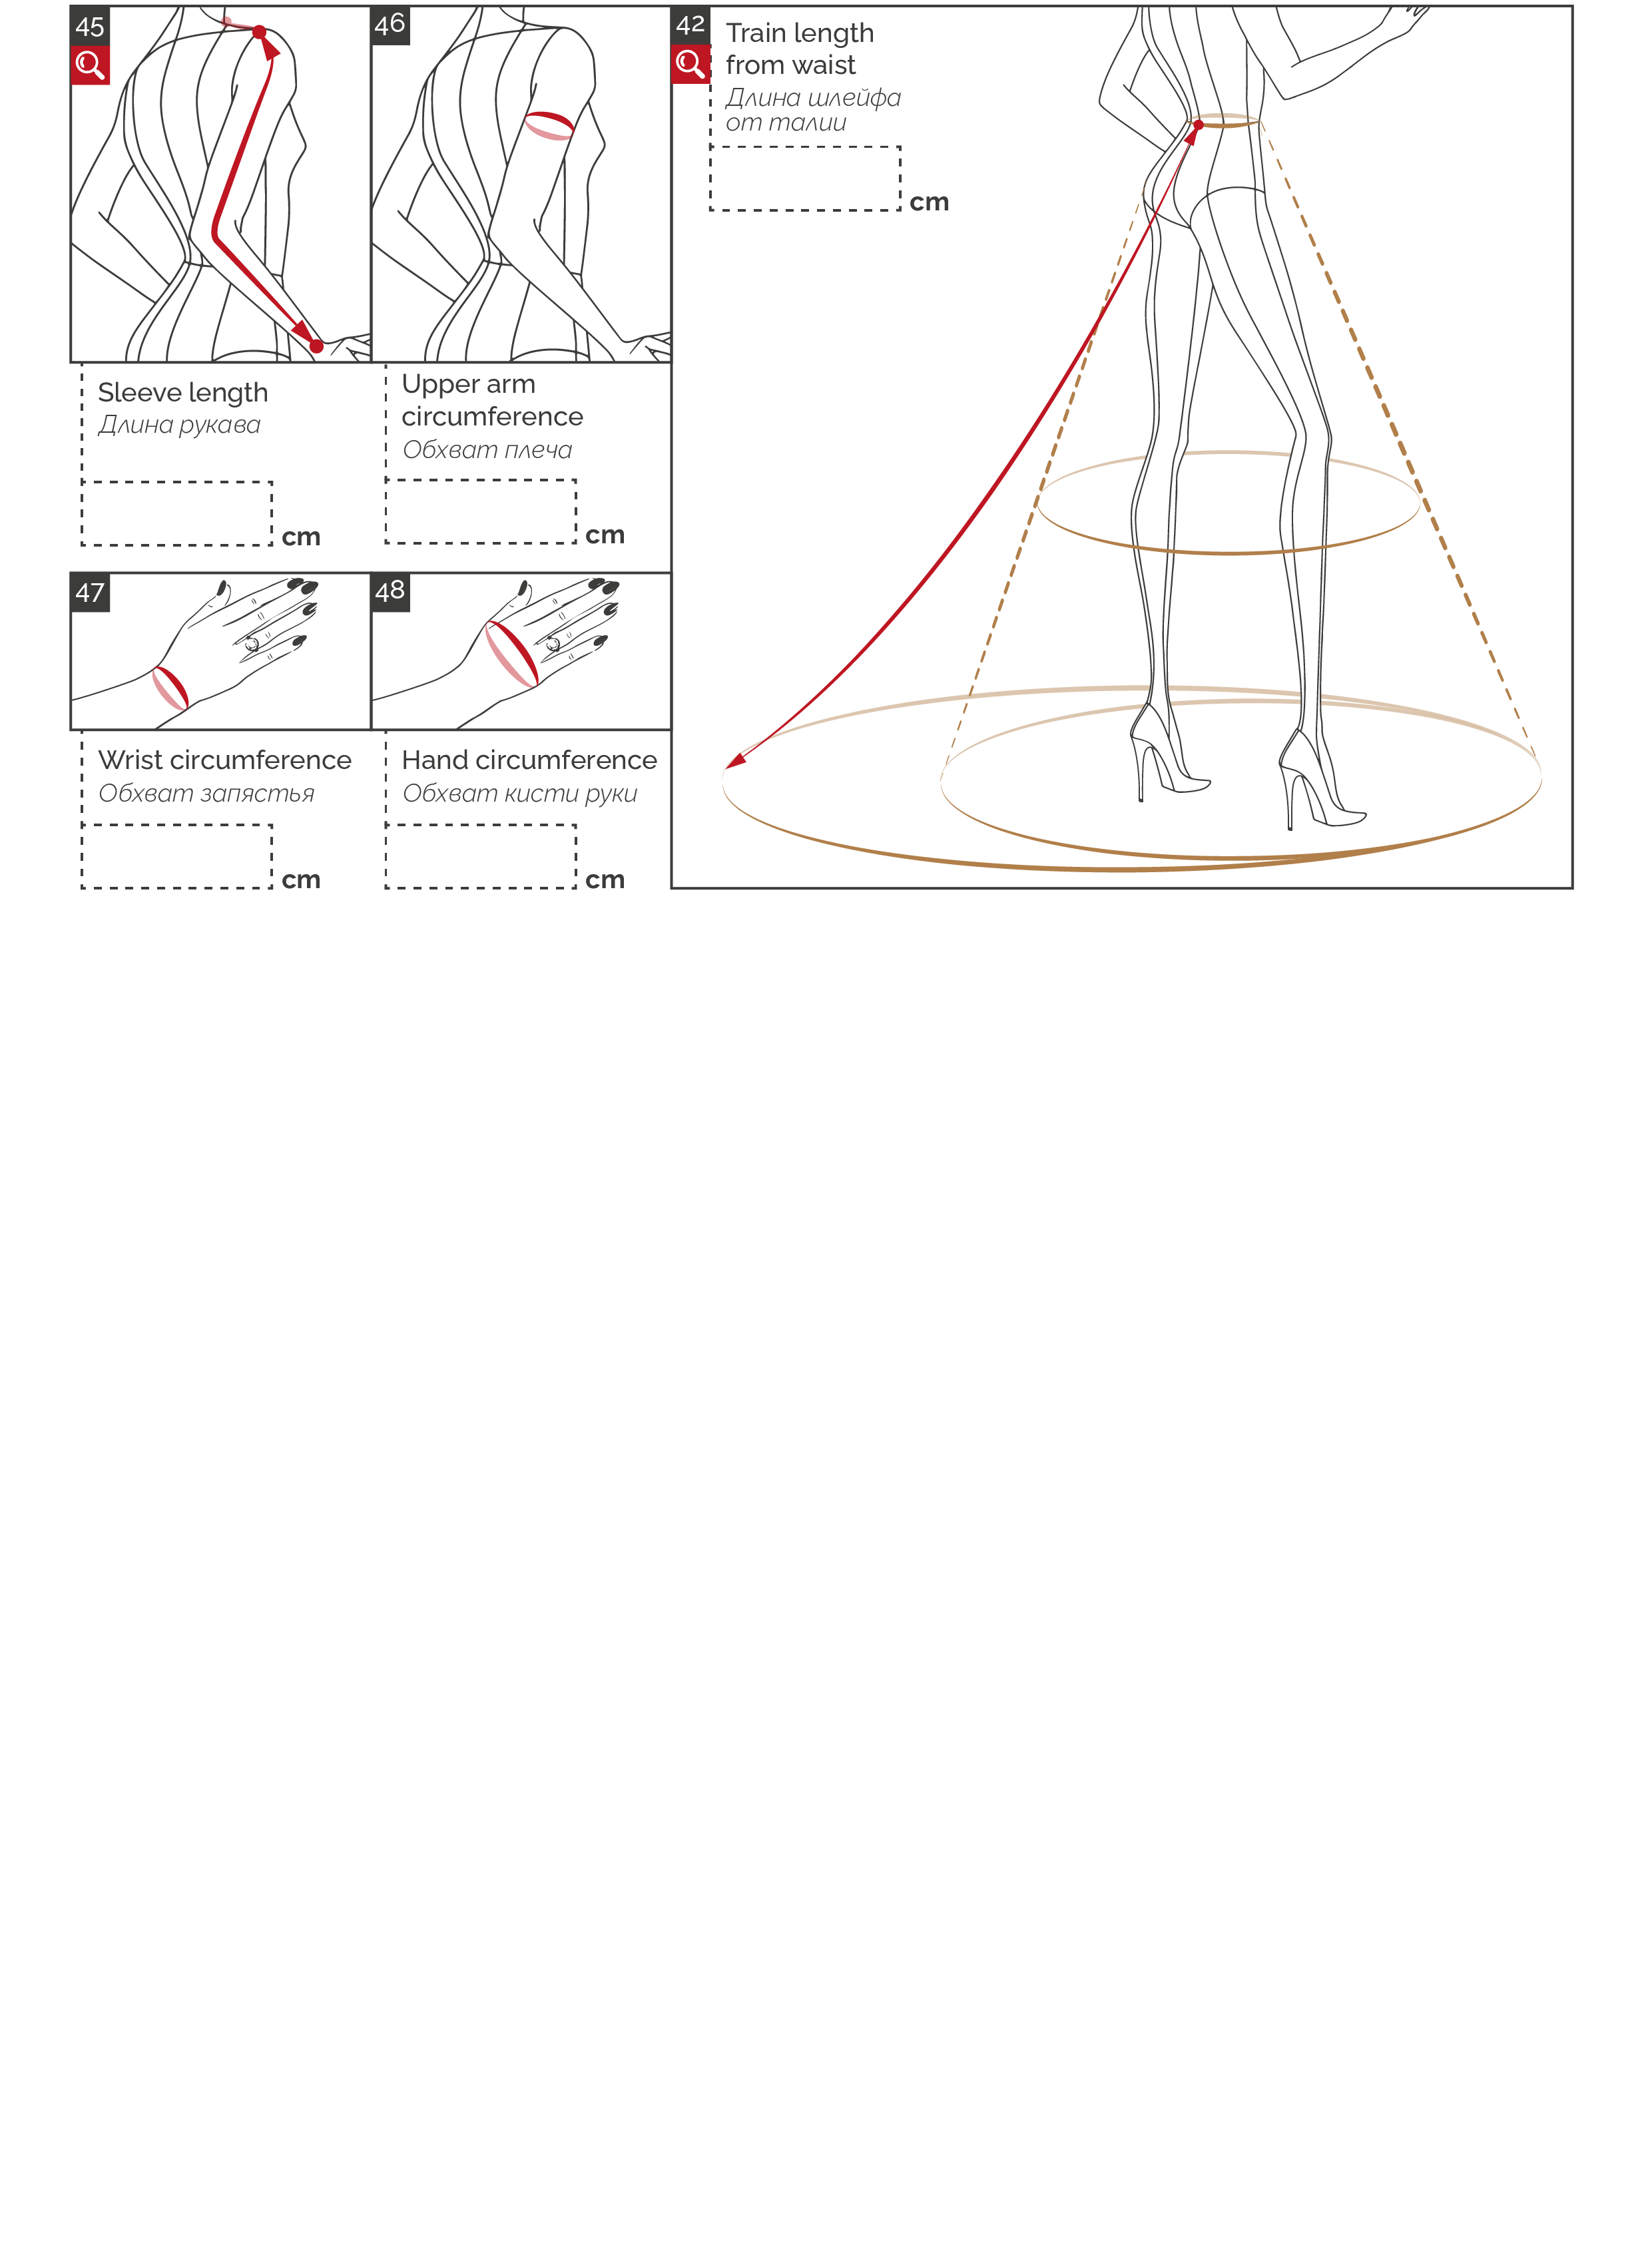 45
Sleeve length
Длина рукава
cm
46
Upper arm
circumference
Обхват плеча
cm
42
Train length
from waist
Длина шлейфа
от талии
cm
47
Wrist circumference
Обхват запястья
cm
48
Hand circumference
Обхват кисти руки
cm